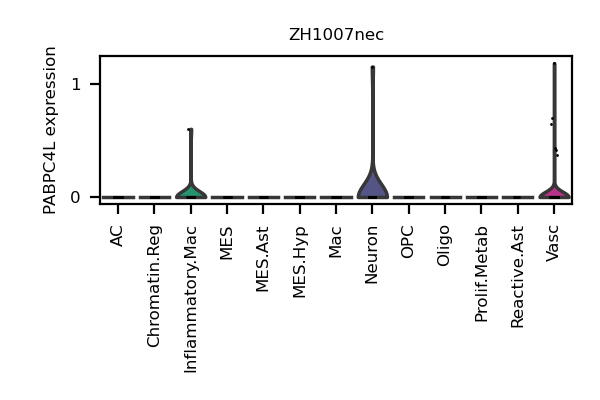 ZH1007nec
PABPC4L expression
1
0
AC
Chromatin.Reg
Inflammatory.Mac
MES
MES.Ast
MES.Hyp
Mac
Neuron
OPC
Oligo
Prolif.Metab
Reactive.Ast
Vasc